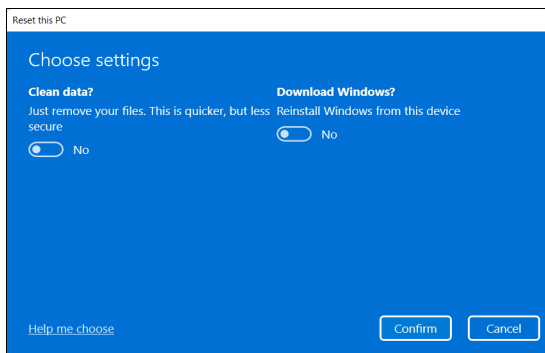 Reset this PC
Choose settings
Clean data?
Just remove your files. This is quicker, but less
secure
No
Download Windows?
Reinstall Windows from this device
No
Help me choose
Confirm
Cancel